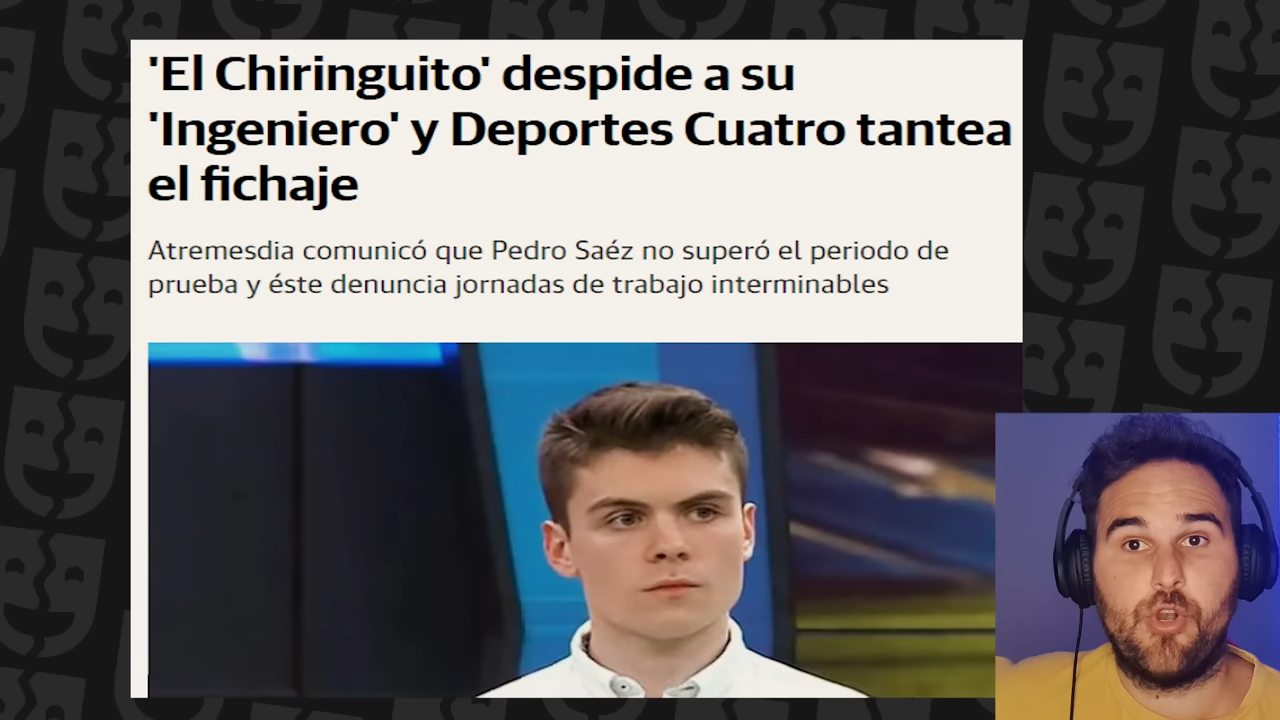 'El Chiringuito' despide a su
'Ingeniero' y Deportes Cuatro tantea
el fichaje
Atremesdia comunicó que Pedro Saéz no superó el periodo de
prueba y éste denuncia jornadas de trabajo interminables